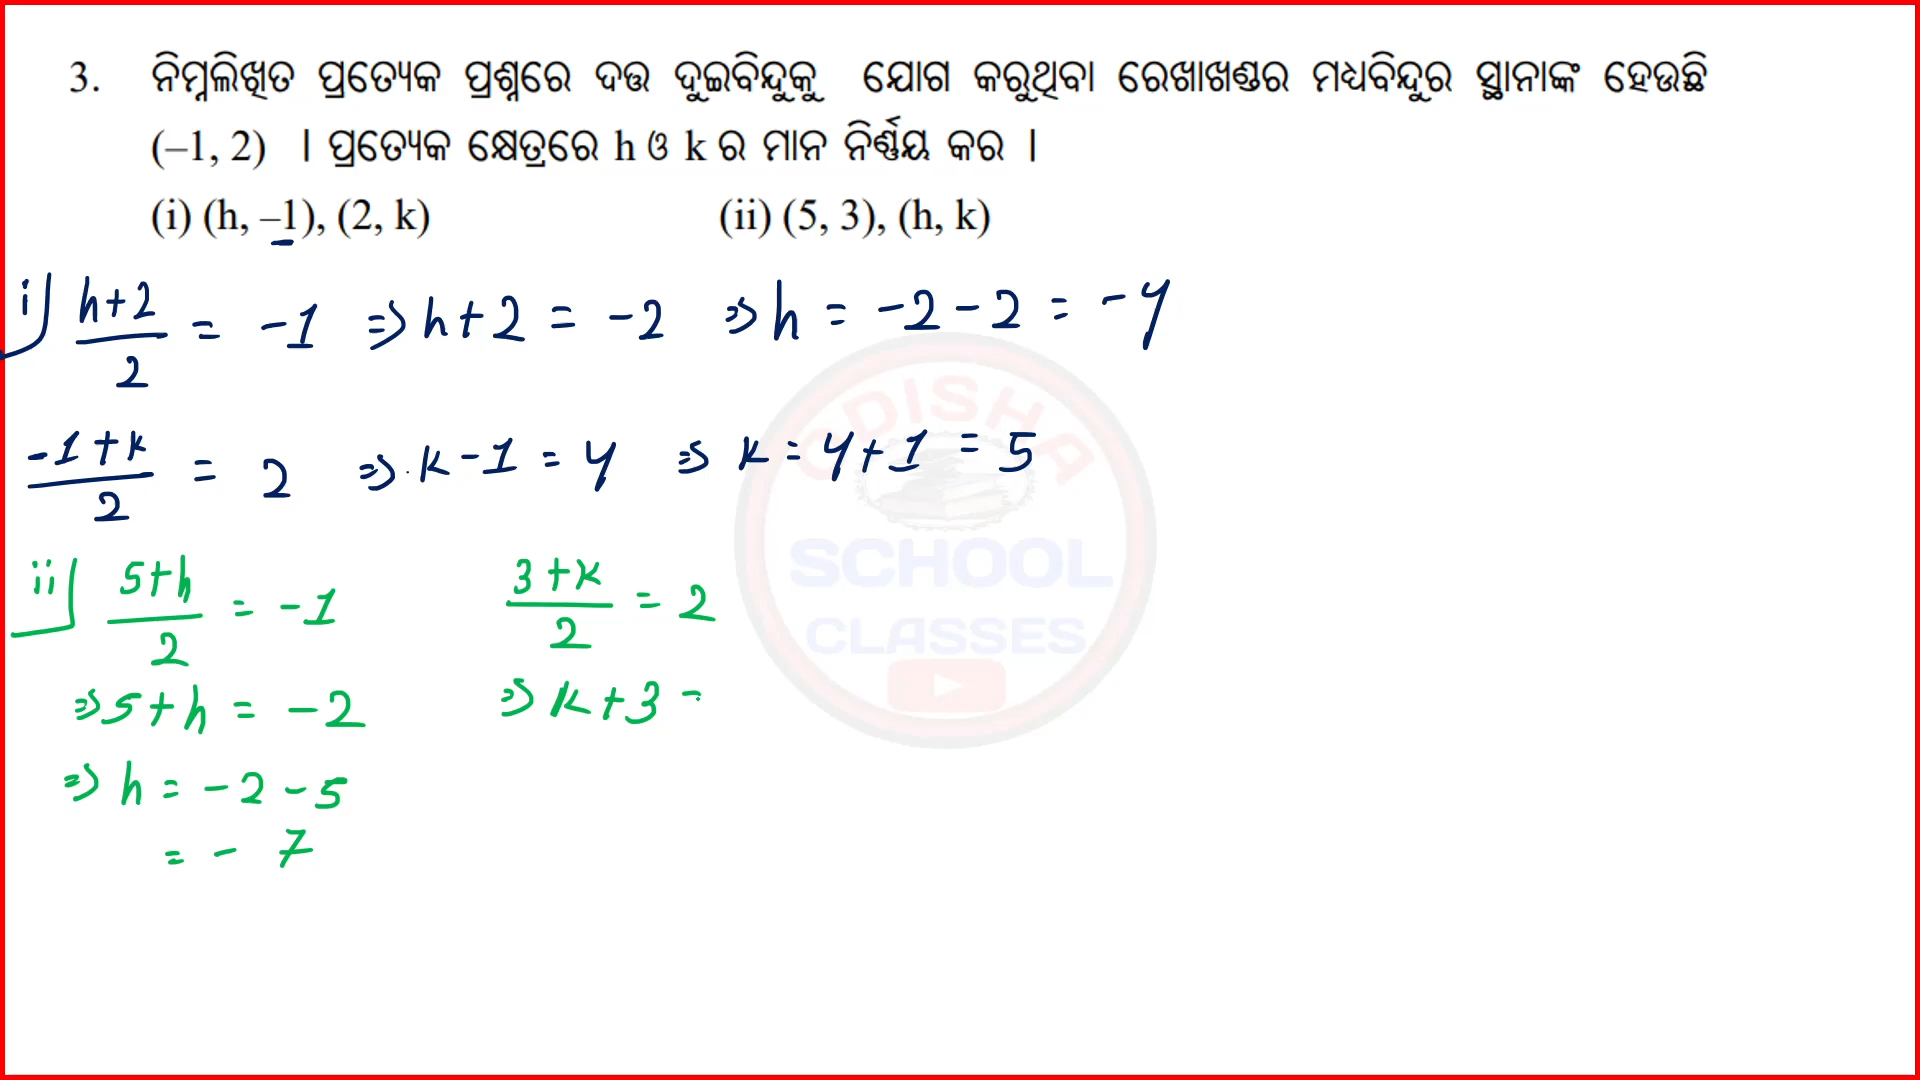 3. ନିମ୍ନଲିଖିତ ପ୍ରତ୍ୟେକ ପ୍ରଶ୍ନରେ ଦତ୍ତ ଦୁଇବିନ୍ଦୁକୁ ଯୋଗ କରୁଥିବା ରେଖାଖଣ୍ଡର ମଧ୍ୟବିନ୍ଦୁର ସ୍ଥାନାଙ୍କ ହେଉଛି
(–1, 2) । ପ୍ରତ୍ୟେକ କ୍ଷେତ୍ରରେ h ଓ k ର ମାନ ନିର୍ଣ୍ଣୟ କର ।
(i) (h, –1), (2, k) (ii) (5, 3), (h, k)
i) (h+2)/2 = -1 ⇒ h+2 = -2 ⇒ h = -2-2 = -4
(-1+k)/2 = 2 ⇒ k-1 = 4 ⇒ k = 4+1 = 5
ii) (5+h)/2 = -1 (3+k)/2 = 2
⇒ 5+h = -2 ⇒ k+3 =
⇒ h = -2-5
= -7
ODISHA
SCHOOL
CLASSES